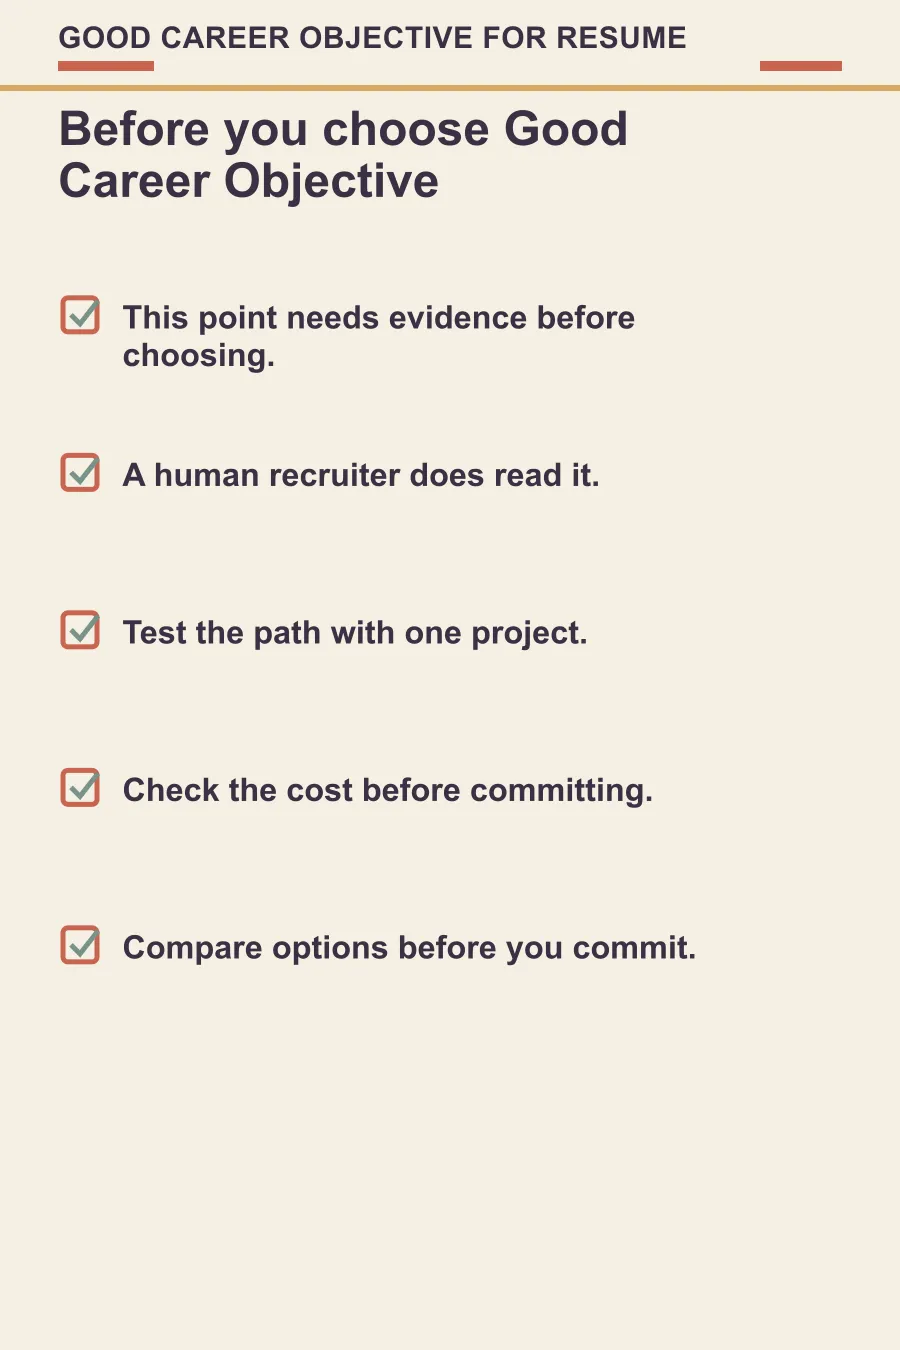 GOOD CAREER OBJECTIVE FOR RESUME
Before you choose Good
Career Objective
This point needs evidence before
choosing.
A human recruiter does read it.
Test the path with one project.
Check the cost before committing.
Compare options before you commit.